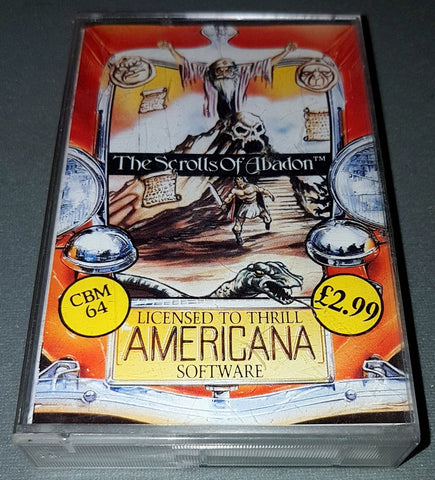 The Scrolls Of Abadon™
CBM
64
£2.99
LICENSED TO THRILL
AMERICANA
SOFTWARE